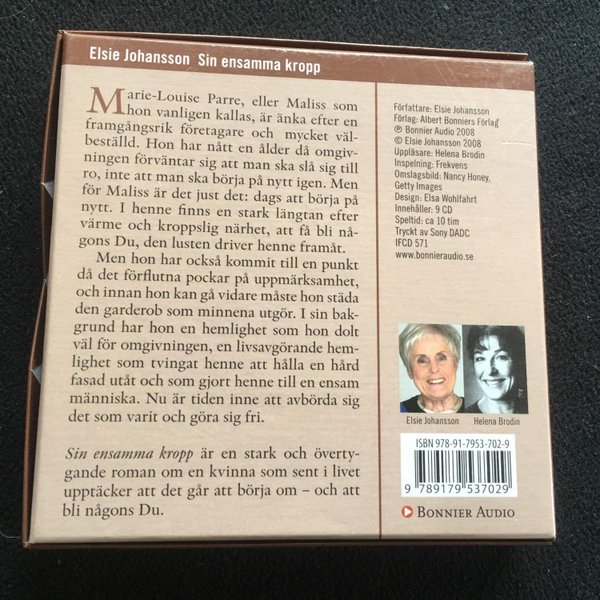 Elsie Johansson Sin ensamma kropp
Marie-Louise Parre, eller Maliss som
hon vanligen kallas, är änka efter en
framgångsrik företagare och mycket väl-
beställd. Hon har nått en ålder då omgiv-
ningen förväntar sig att man ska slå sig till
ro, inte att man ska börja på nytt igen. Men
för Maliss är det just det: dags att börja på
nytt. I henne finns en stark längtan efter
värme och kroppslig närhet, att få bli nå-
gons Du, den lusten driver henne framåt.
Men hon har också kommit till en punkt
då det förflutna pockar på uppmärksamhet,
och innan hon kan gå vidare måste hon städa
den garderob som minnena utgör. I sin bak-
grund har hon en hemlighet som hon dolt
väl för omgivningen, en livsavgörande hem-
lighet som tvingat henne att hålla en hård
fasad utåt och som gjort henne till en ensam
människa. Nu är tiden inne att avbörda sig
det som varit och göra sig fri.
Sin ensamma kropp är en stark och överty-
gande roman om en kvinna som sent i livet
upptäcker att det går att börja om – och att
bli någons Du.
Författare: Elsie Johansson
Förlag: Albert Bonniers Förlag
℗ Bonnier Audio 2008
© Elsie Johansson 2008
Uppläsare: Helena Brodin
Inspelning: Frekvens
Omslagsbild: Nancy Honey,
Getty Images
Design: Elsa Wohlfahrt
Innehåller: 9 CD
Speltid: ca 10 tim
Tryckt av Sony DADC
IFCD 571
www.bonnieraudio.se
Elsie Johansson Helena Brodin
ISBN 978-91-7953-702-9
9 789179 537029
BONNIER AUDIO